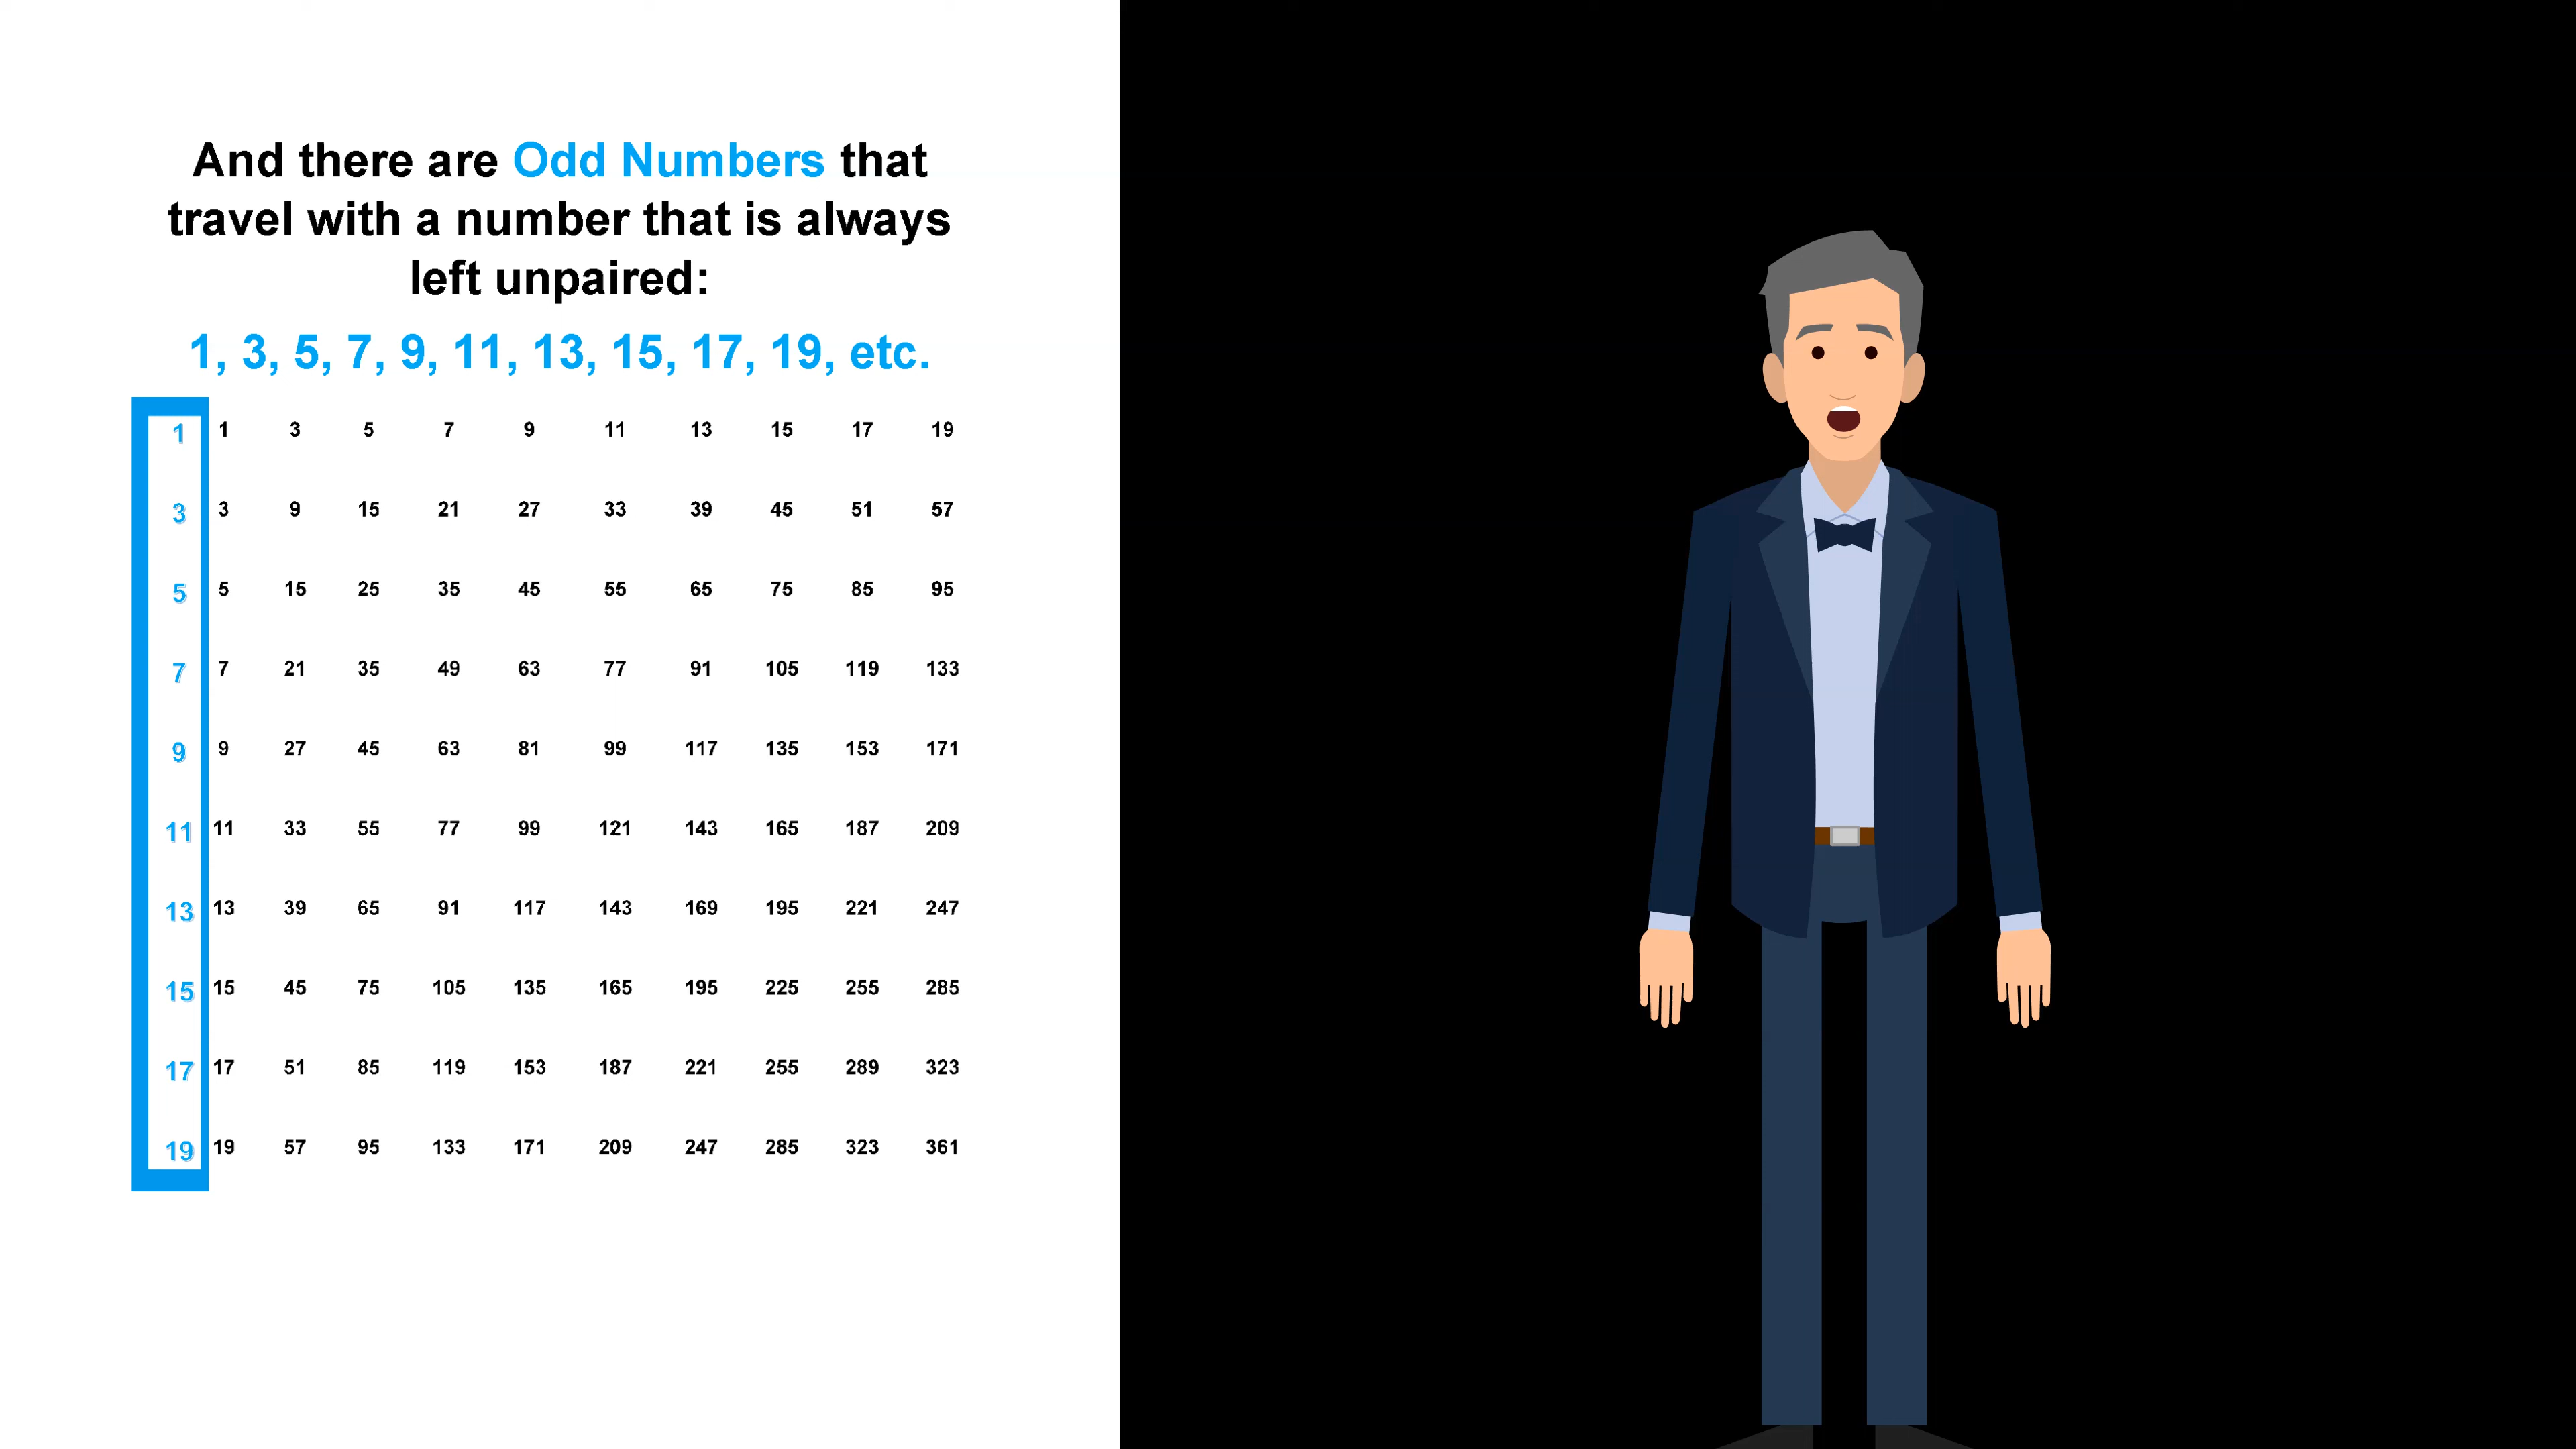 And there are Odd Numbers that
travel with a number that is always
left unpaired:
1, 3, 5, 7, 9, 11, 13, 15, 17, 19, etc.
1 1 3 5 7 9 11 13 15 17 19
3 3 9 15 21 27 33 39 45 51 57
5 5 15 25 35 45 55 65 75 85 95
7 7 21 35 49 63 77 91 105 119 133
9 9 27 45 63 81 99 117 135 153 171
11 11 33 55 77 99 121 143 165 187 209
13 13 39 65 91 117 143 169 195 221 247
15 15 45 75 105 135 165 195 225 255 285
17 17 51 85 119 153 187 221 255 289 323
19 19 57 95 133 171 209 247 285 323 361